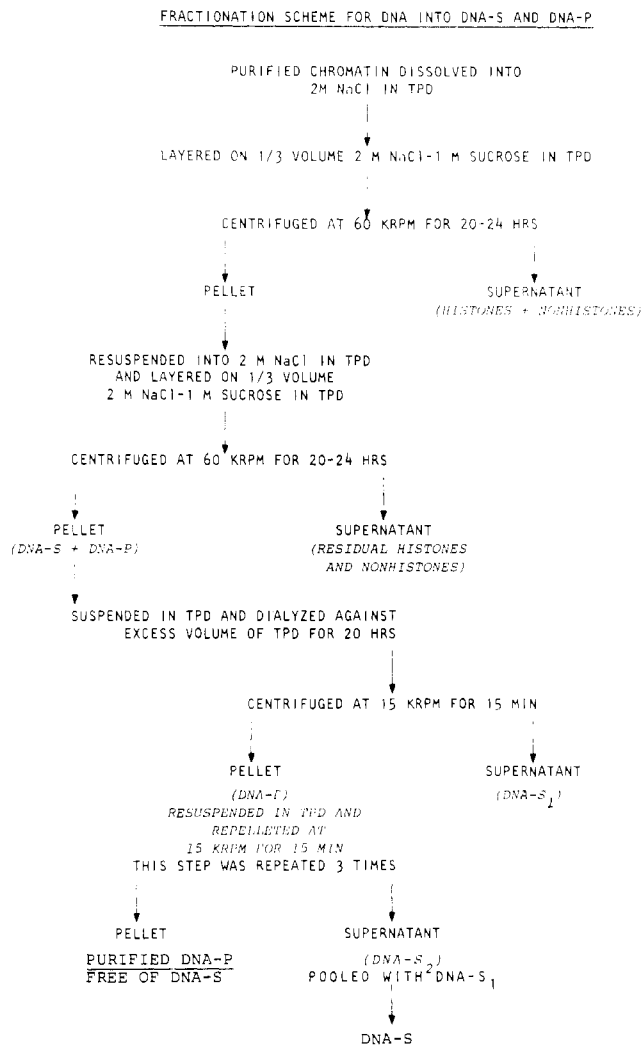 FRACTIONATION SCHEME FOR DNA INTO DNA-S AND DNA-P
PURIFIED CHROMATIN DISSOLVED INTO
2M NaCl IN TPD
LAYERED ON 1/3 VOLUME 2 M NaCl-1 M SUCROSE IN TPD
CENTRIFUGED AT 60 KRPM FOR 20-24 HRS
PELLET
SUPERNATANT
(HISTONES + NONHISTONES)
RESUSPENDED INTO 2 M NaCl IN TPD
AND LAYERED ON 1/3 VOLUME
2 M NaCl-1 M SUCROSE IN TPD
CENTRIFUGED AT 60 KRPM FOR 20-24 HRS
PELLET
(DNA-S + DNA-P)
SUPERNATANT
(RESIDUAL HISTONES
AND NONHISTONES)
SUSPENDED IN TPD AND DIALYZED AGAINST
EXCESS VOLUME OF TPD FOR 20 HRS
CENTRIFUGED AT 15 KRPM FOR 15 MIN
PELLET
(DNA-P)
RESUSPENDED IN TPD AND
REPELLETED AT
15 KRPM FOR 15 MIN
THIS STEP WAS REPEATED 3 TIMES
SUPERNATANT
(DNA-S1)
PELLET
PURIFIED DNA-P
FREE OF DNA-S
SUPERNATANT
(DNA-S2)
POOLED WITH DNA-S1
DNA-S